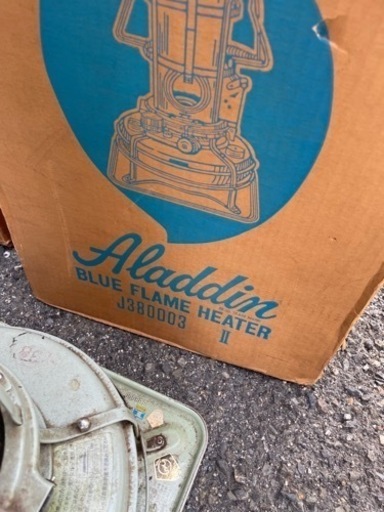 Aladdin
BLUE FLAME HEATER
J380003 II